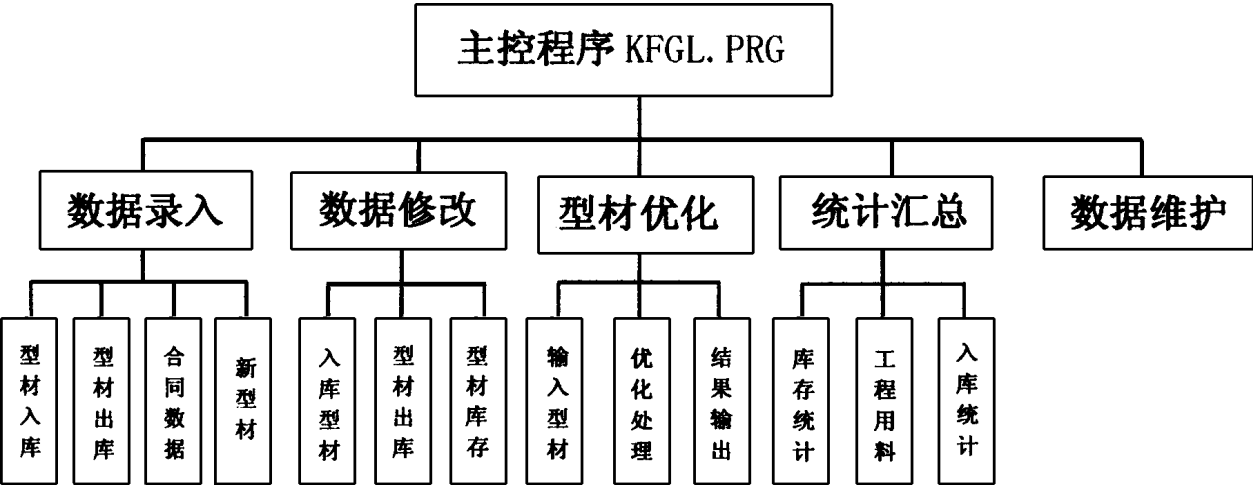 主控程序 KFGL.PRG
数据录入
数据修改
型材优化
统计汇总
数据维护
型材入库
型材出库
合同数据
新型材
入库型材
型材出库
型材库存
输入型材
优化处理
结果输出
库存统计
工程用料
入库统计